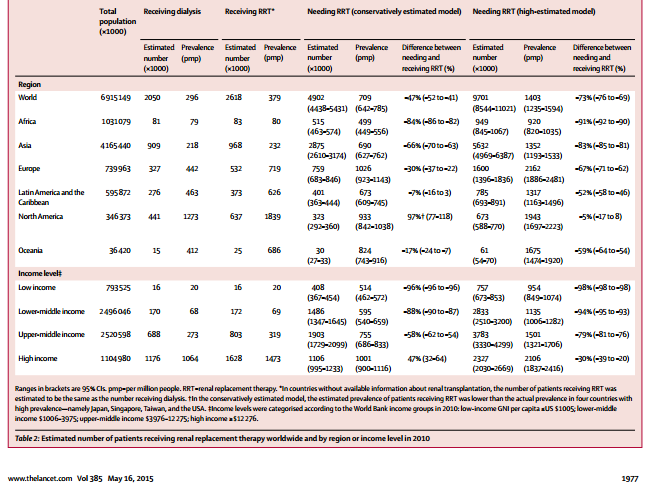 Total population (×1000) Receiving dialysis Receiving RRT* Needing RRT (conservatively estimated model) Needing RRT (high-estimated model)
Estimated number (×1000) Prevalence (pmp) Estimated number (×1000) Prevalence (pmp) Estimated number (×1000) Prevalence (pmp) Difference between needing and receiving RRT (%) Estimated number (×1000) Prevalence (pmp) Difference between needing and receiving RRT (%)
Region
World 6915149 2050 296 2618 379 4902 709 –47% (–52 to –41) 9701 1403 –73% (–76 to –69)
(4438–5431) (642–785) (8544–11021) (1235–1594)
Africa 1031079 81 79 83 80 515 499 –84% (–86 to –82) 949 920 –91% (–92 to –90)
(463–574) (449–556) (845–1067) (820–1035)
Asia 4165440 909 218 968 232 2875 690 –66% (–70 to –63) 5632 1352 –83% (–85 to –81)
(2610–3174) (627–762) (4969–6387) (1193–1533)
Europe 739963 327 442 532 719 759 1026 –30% (–37 to –22) 1600 2162 –67% (–71 to –62)
(683–846) (923–1143) (1396–1836) (1886–2481)
Latin America and the 595872 276 463 373 626 401 673 –7% (–16 to 3) 785 1317 –52% (–58 to –46)
Caribbean (363–444) (609–745) (693–891) (1163–1496)
North America 346373 441 1273 637 1839 323 933 97%† (77–118) 673 1943 –5% (–17 to 8)
(292–360) (842–1038) (588–770) (1697–2223)
Oceania 36420 15 412 25 686 30 824 –17% (–24 to –7) 61 1675 –59% (–64 to –54)
(27–33) (743–916) (54–70) (1474–1920)
Income level‡
Low income 793525 16 20 16 20 408 514 –96% (–96 to –96) 757 954 –98% (–98 to –98)
(367–454) (462–572) (673–853) (849–1074)
Lower-middle income 2496046 170 68 172 69 1486 595 –88% (–90 to –87) 2833 1135 –94% (–95 to –93)
(1347–1645) (540–659) (2510–3200) (1006–1282)
Upper-middle income 2520598 688 273 803 319 1903 755 –58% (–62 to –54) 3783 1501 –79% (–81 to –76)
(1729–2099) (686–833) (3330–4299) (1321–1706)
High income 1104980 1176 1064 1628 1473 1106 1001 47% (32–64) 2327 2106 –30% (–39 to –20)
(995–1233) (900–1116) (2030–2669) (1837–2416)
Ranges in brackets are 95% CIs. pmp=per million people. RRT=renal replacement therapy. *In countries without available information about renal transplantation, the number of patients receiving RRT was
estimated to be the same as the number receiving dialysis. †In the conservatively estimated model, the estimated prevalence of patients receiving RRT was lower than the actual prevalence in four countries with
high prevalence—namely Japan, Singapore, Taiwan, and the USA. ‡Income levels were categorised according to the World Bank income groups in 2010: low-income GNI per capita ≤US $1005; lower-middle
income $1006–3975; upper-middle income $3976–12 275; high income ≥$12 276.
Table 2: Estimated number of patients receiving renal replacement therapy worldwide and by region or income level in 2010
www.thelancet.com Vol 385 May 16, 2015 1977